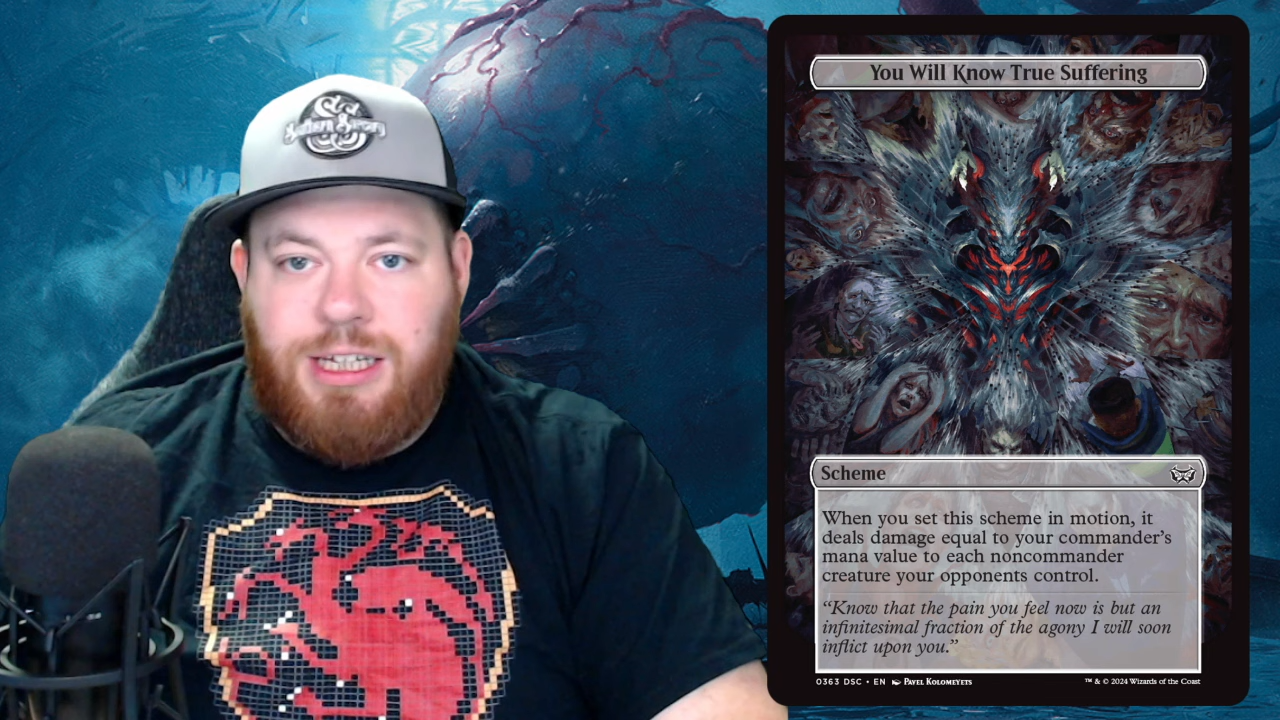 You Will Know True Suffering
Scheme
When you set this scheme in motion, it
deals damage equal to your commander's
mana value to each noncommander
creature your opponents control.
“Know that the pain you feel now is but an
infinitesimal fraction of the agony I will soon
inflict upon you.”
0363 DSC • EN Pavel Kolomeyets
™ & © 2024 Wizards of the Coast